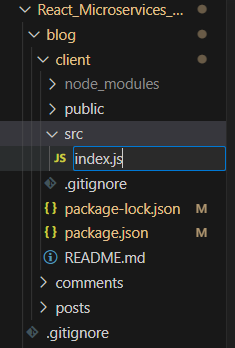 React_Microservices_...
blog
client
node_modules
public
src
JS index.js
.gitignore
{} package-lock.json M
{} package.json M
README.md
comments
posts
.gitignore